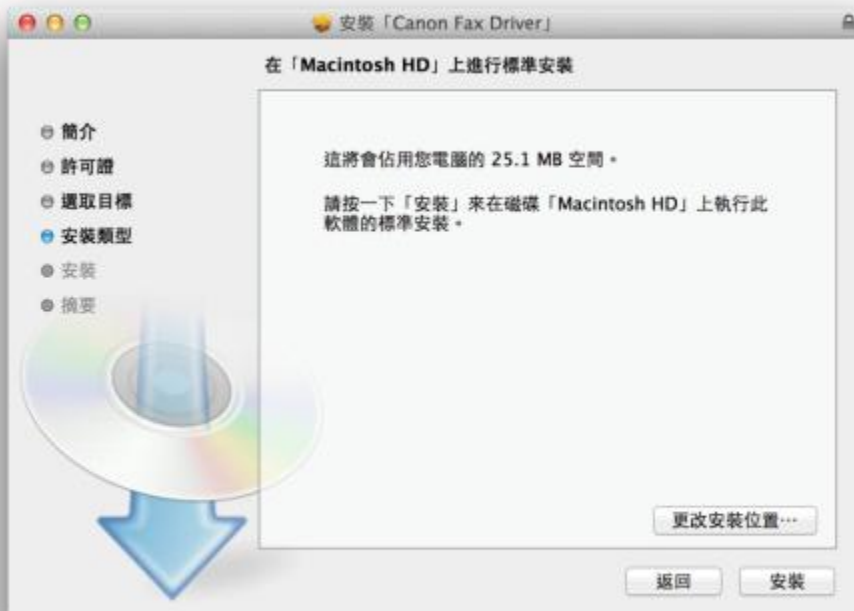 安裝「Canon Fax Driver」
在「Macintosh HD」上進行標準安裝
簡介
許可證
選取目標
安裝類型
安裝
摘要
這將會佔用您電腦的 25.1 MB 空間。
請按一下「安裝」來在磁碟「Macintosh HD」上執行此
軟體的標準安裝。
更改安裝位置⋯
返回
安裝